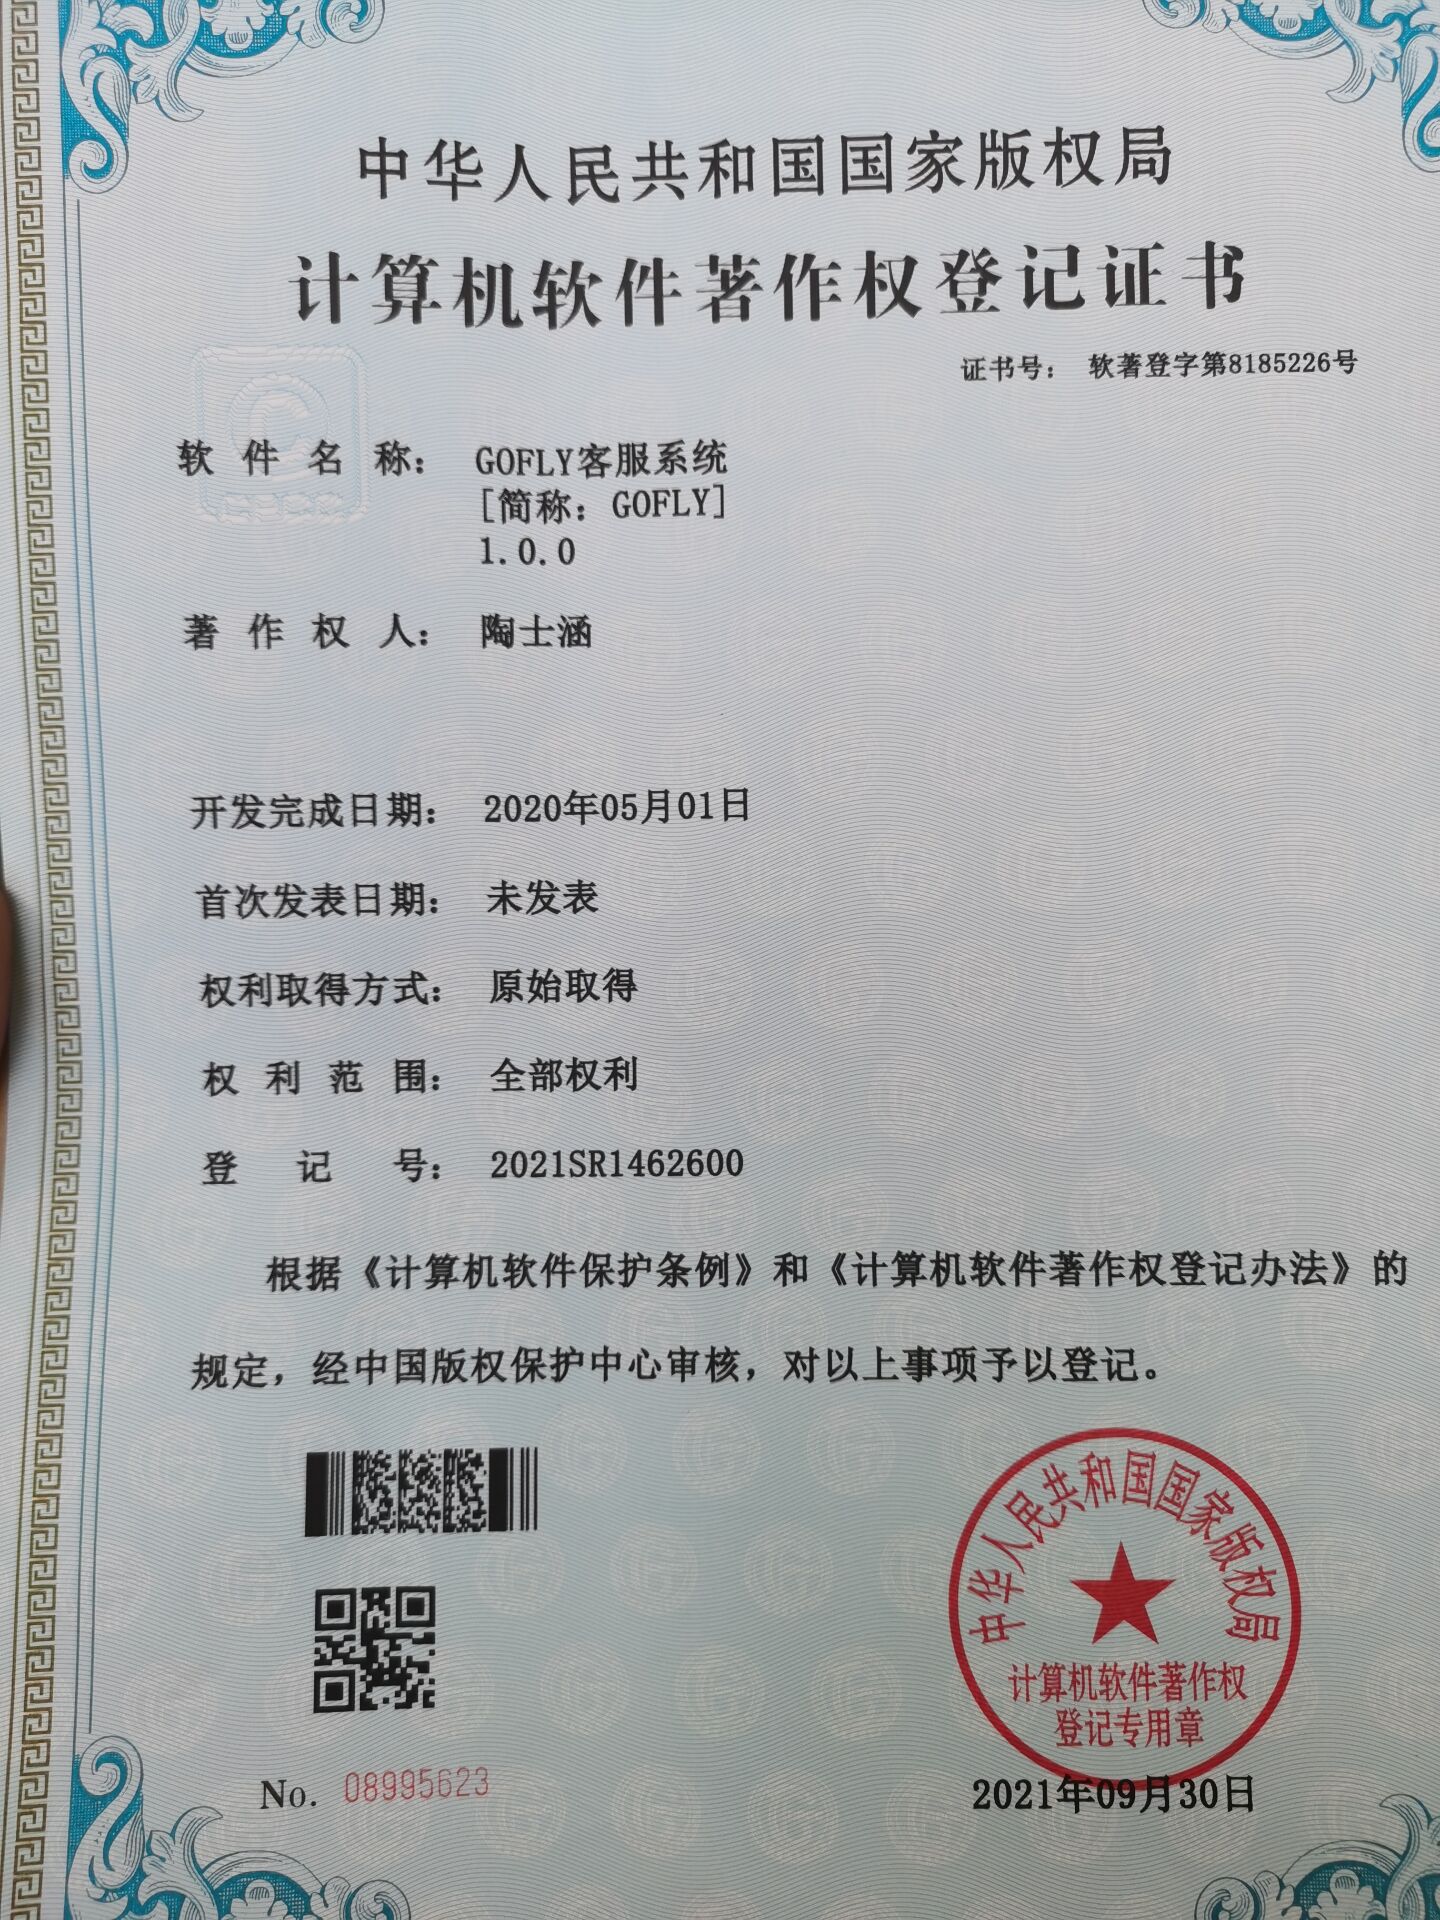 中华人民共和国国家版权局
计算机软件著作权登记证书
证书号： 软著登字第8185226号
软件名称： GOFLY客服系统
[简称：GOFLY]
1.0.0
著作权人： 陶士涵
开发完成日期： 2020年05月01日
首次发表日期： 未发表
权利取得方式： 原始取得
权利范围： 全部权利
登记号： 2021SR1462600
根据《计算机软件保护条例》和《计算机软件著作权登记办法》的
规定，经中国版权保护中心审核，对以上事项予以登记。
中华人民共和国国家版权局
计算机软件著作权
登记专用章
No. 08995623
2021年09月30日